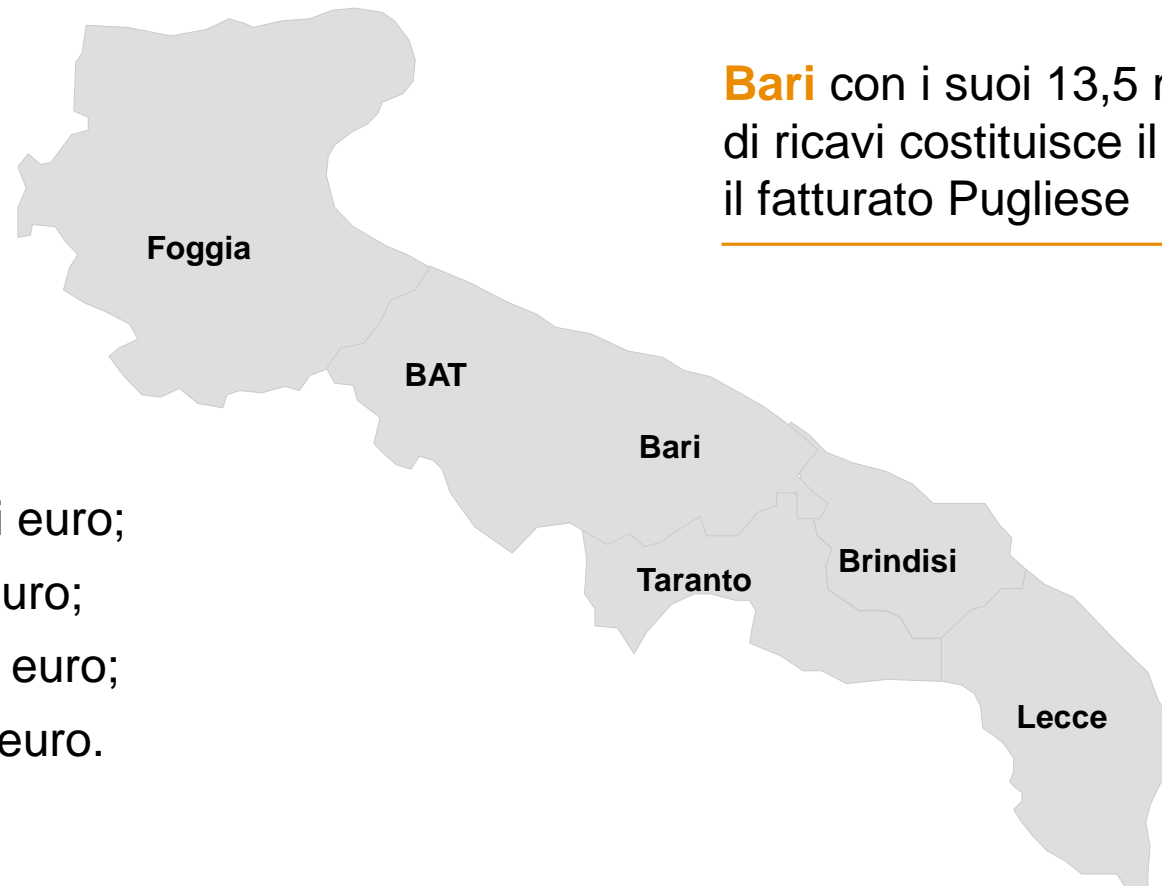 Bari con i suoi 13,5
di ricavi costituisce il
il fatturato Pugliese
Foggia
BAT
Bari
euro;
Brindisi
Taranto
euro;
euro.
Lecce